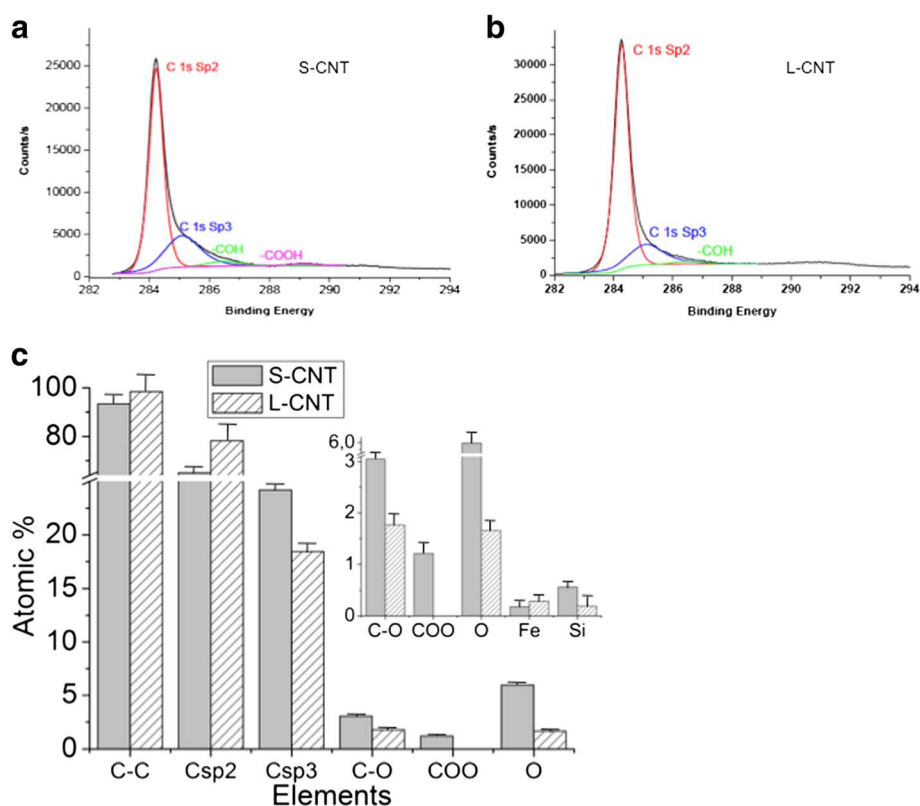 a
25000
20000
15000
10000
5000
0
Counts/s
C 1s Sp2
S-CNT
C 1s Sp3
-COH
-COOH
282 284 286 288 290 292 294
Binding Energy
b
30000
25000
20000
15000
10000
5000
0
Counts/s
C 1s Sp2
L-CNT
C 1s Sp3
-COH
282 284 286 288 290 292 294
Binding Energy
c
100
80
20
15
10
5
0
Atomic %
S-CNT
L-CNT
6,0
3
2
1
0
C-O COO O Fe Si
C-C Csp2 Csp3 C-O COO O
Elements